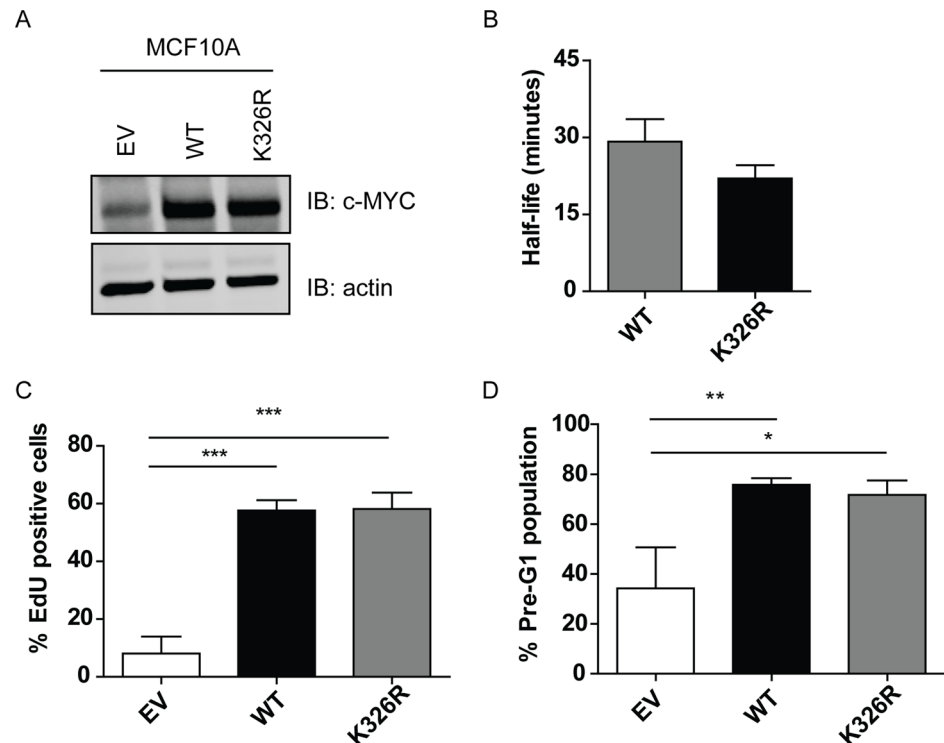 A
MCF10A
EV
WT
K326R
IB: c-MYC
IB: actin
B
Half-life (minutes)
45
30
15
0
WT
K326R
C
% EdU positive cells
80
60
40
20
0
***
***
EV
WT
K326R
D
% Pre-G1 population
100
80
60
40
20
0
**
*
EV
WT
K326R